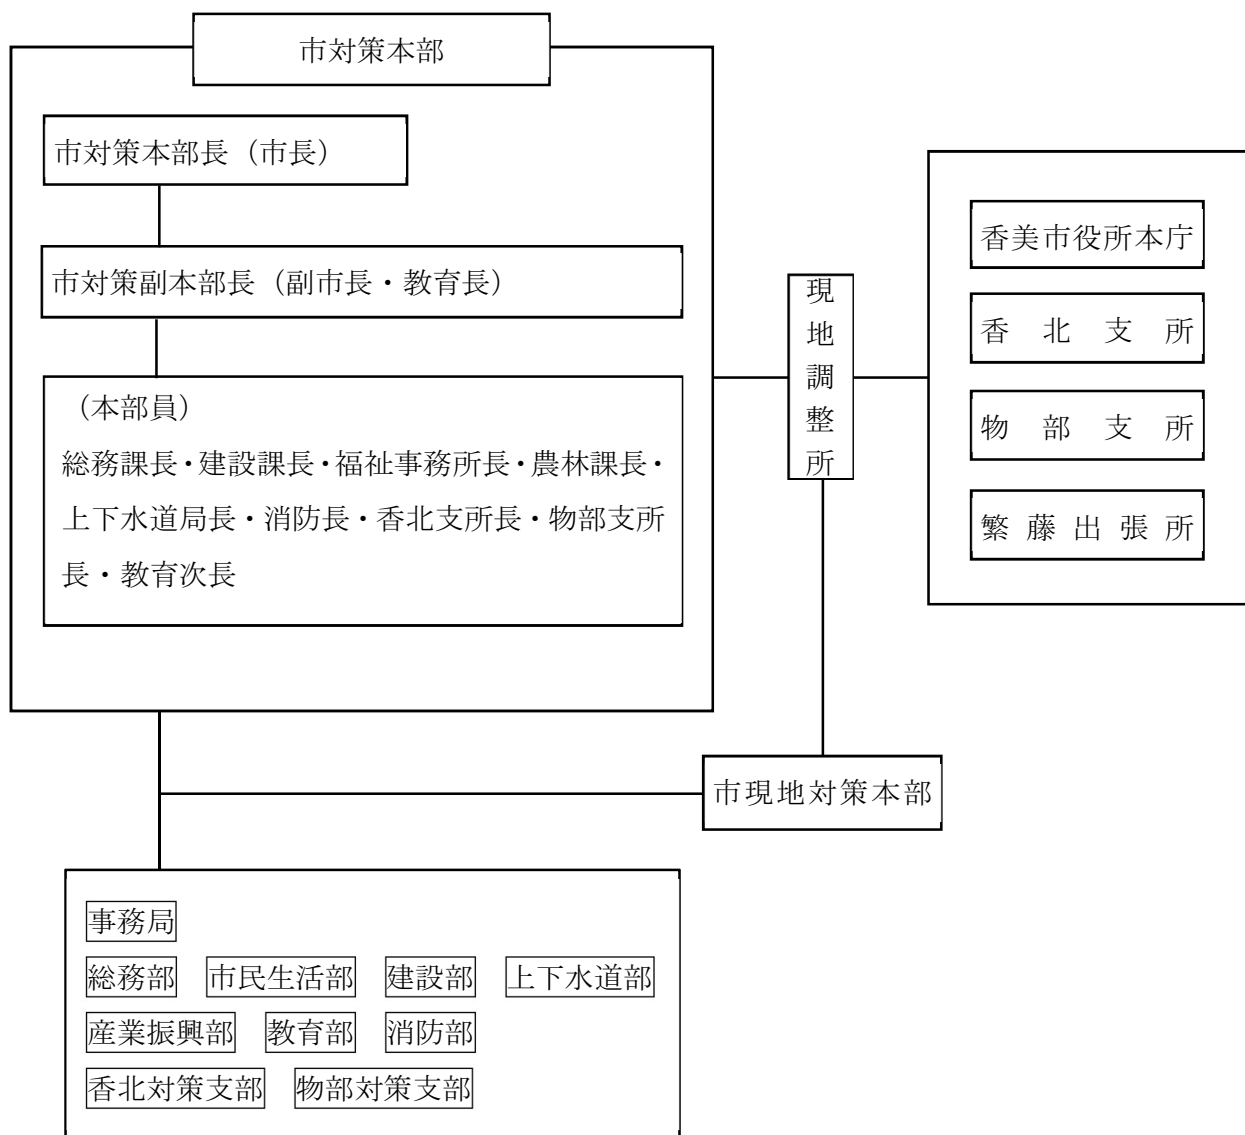 市対策本部
市対策本部長（市長）
市対策副本部長（副市長・教育長）
（本部員）
総務課長・建設課長・福祉事務所長・農林課長・
上下水道局長・消防長・香北支所長・物部支所
長・教育次長
現地調整所
香美市役所本庁
香北支所
物部支所
繁藤出張所
市現地対策本部
事務局
総務部 市民生活部 建設部 上下水道部
産業振興部 教育部 消防部
香北対策支部 物部対策支部